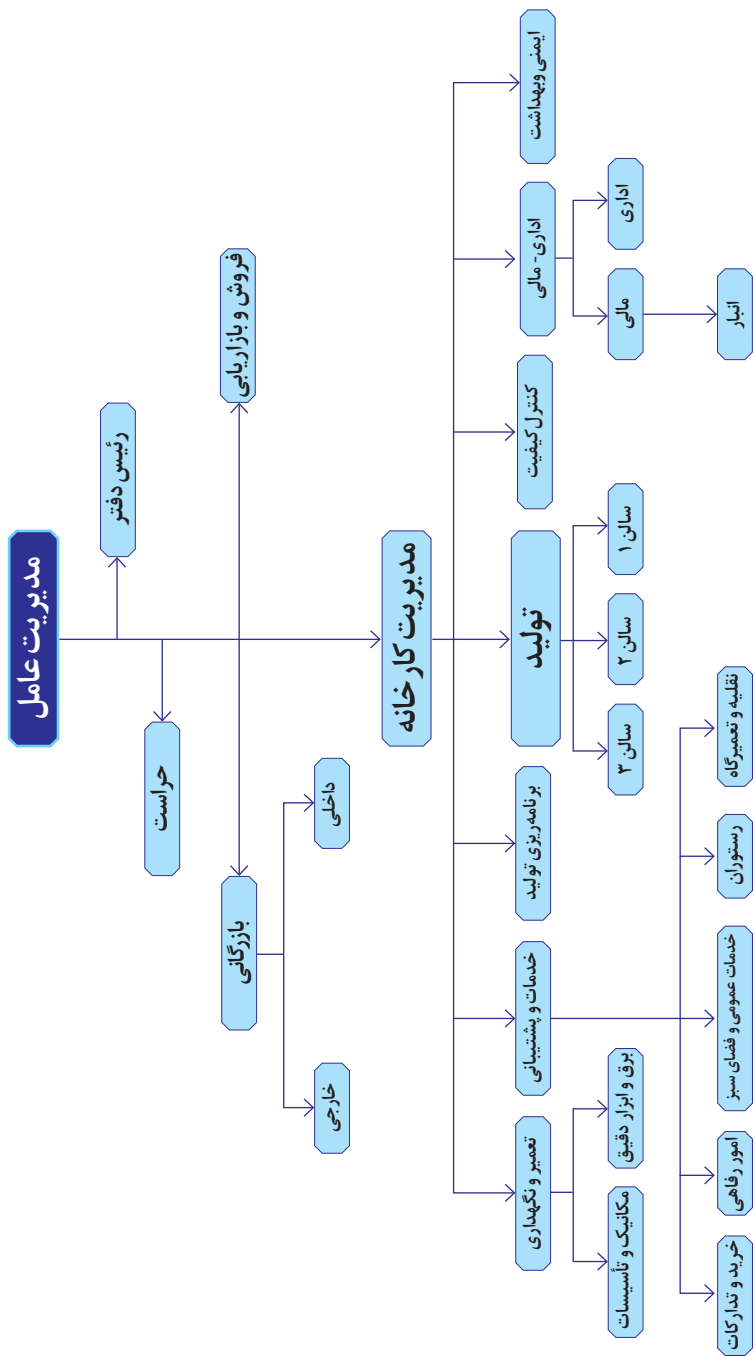 مدیریت عامل
رئیس دفتر
حراست
فروش و بازاریابی
بازرگانی
داخلی
خارجی
مدیریت کارخانه
ایمنی وبهداشت
اداری- مالی
کنترل کیفیت
تولید
برنامه‌ریزی تولید
خدمات و پشتیبانی
تعمیر و نگهداری
اداری
مالی
سالن ۱
سالن ۲
سالن ۳
برق و ابزار دقیق
مکانیک و تأسیسات
انبار
نقلیه و تعمیرگاه
رستوران
خدمات عمومی و فضای سبز
امور رفاهی
خرید و تدارکات